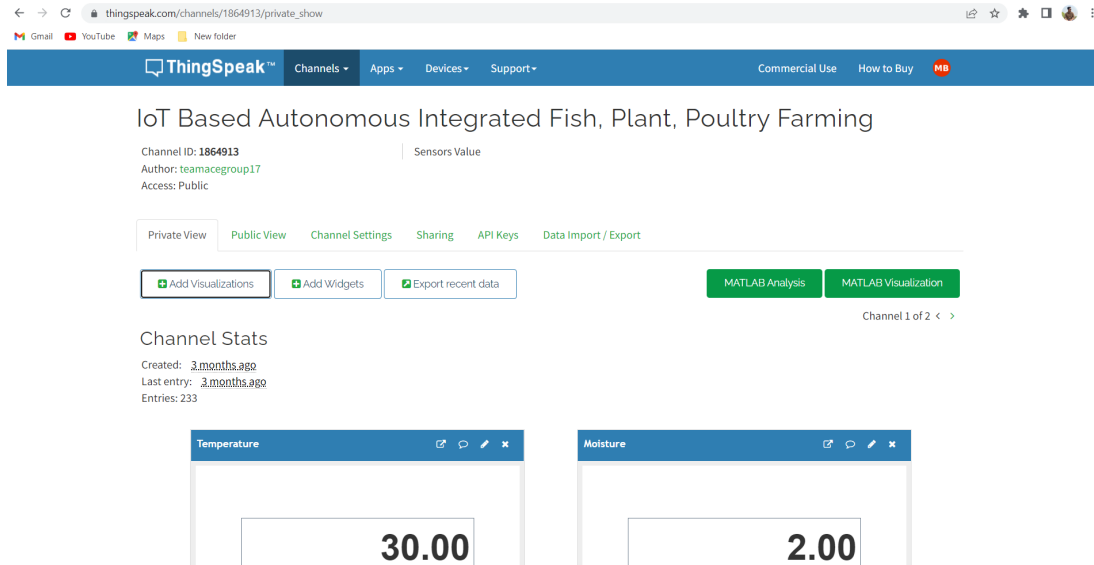 thingspeak.com/channels/1864913/private_show
Gmail YouTube Maps New folder
ThingSpeak™ Channels Apps Devices Support Commercial Use How to Buy MB
IoT Based Autonomous Integrated Fish, Plant, Poultry Farming
Channel ID: 1864913 Sensors Value
Author: teamacegroup17
Access: Public
Private View Public View Channel Settings Sharing API Keys Data Import / Export
Add Visualizations Add Widgets Export recent data MATLAB Analysis MATLAB Visualization
Channel 1 of 2 < >
Channel Stats
Created: 3 months ago
Last entry: 3 months ago
Entries: 233
Temperature Moisture
30.00 2.00